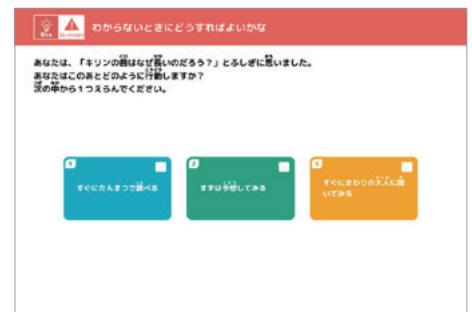 わからないときにどうすればよいかな
あなたは、「キリンの首はなぜ長いのだろう？」とふしぎに思いました。
あなたはこのあとどのように行動しますか？
次の中から1つえらんでください。
1
すぐにたんまつで調べる
2
まずは予想してみる
3
すぐにまわりの大人に聞
いてみる